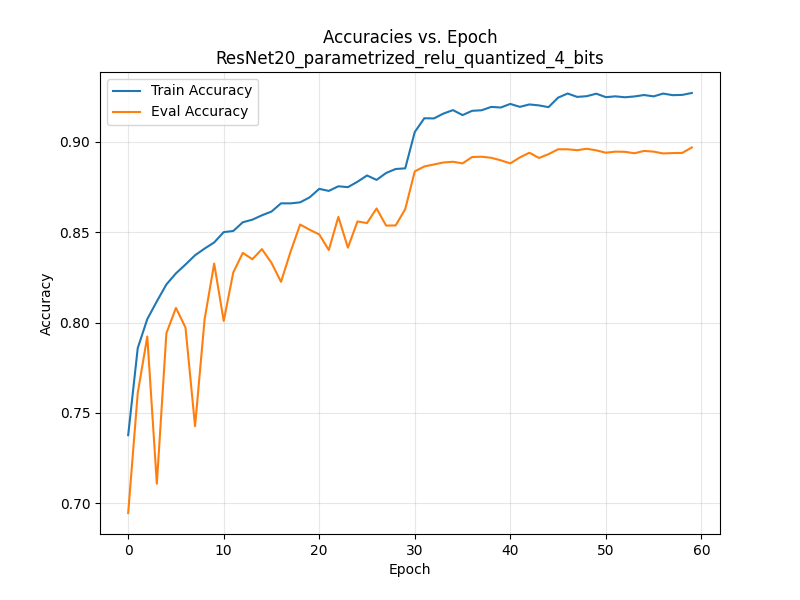 Accuracies vs. Epoch
ResNet20_parametrized_relu_quantized_4_bits
Train Accuracy
Eval Accuracy
Accuracy
0.90
0.85
0.80
0.75
0.70
0 10 20 30 40 50 60
Epoch